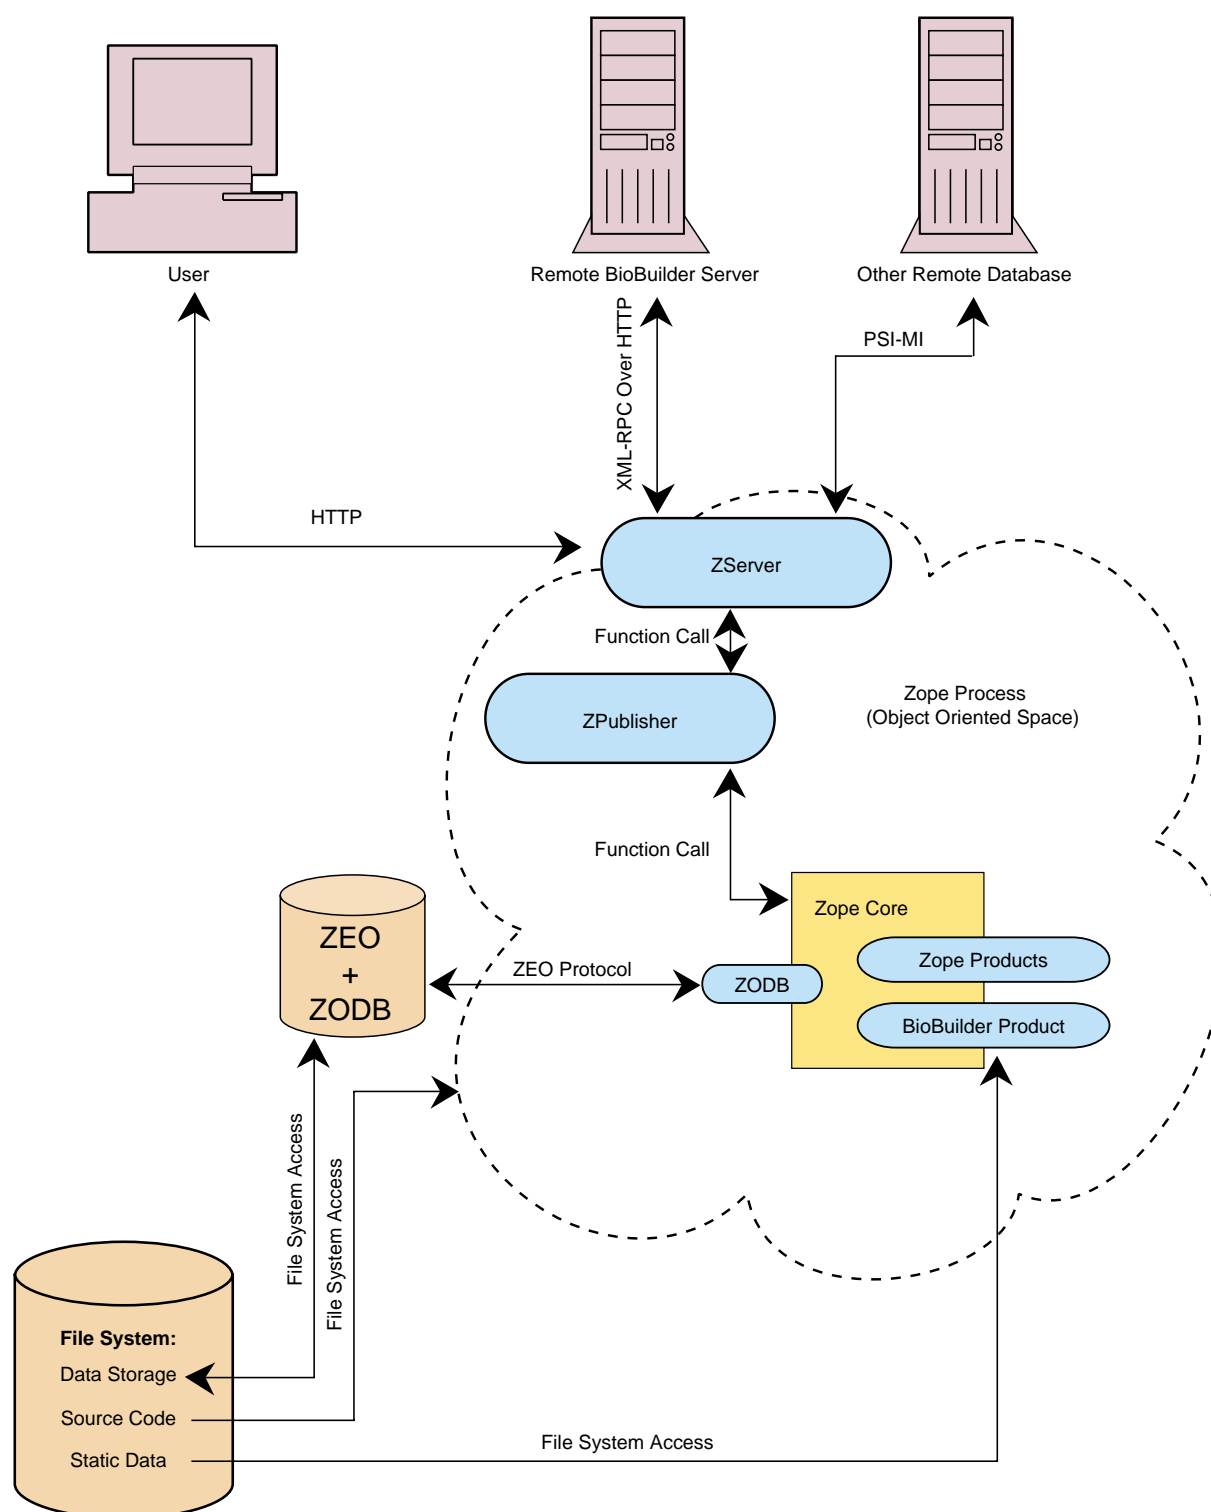 User
Remote BioBuilder Server
Other Remote Database
XML-RPC Over HTTP
PSI-MI
HTTP
ZServer
Function Call
ZPublisher
Zope Process
(Object Oriented Space)
Function Call
Zope Core
ZEO
+
ZODB
ZEO Protocol
ZODB
Zope Products
BioBuilder Product
File System Access
File System Access
File System:
Data Storage
Source Code
Static Data
File System Access